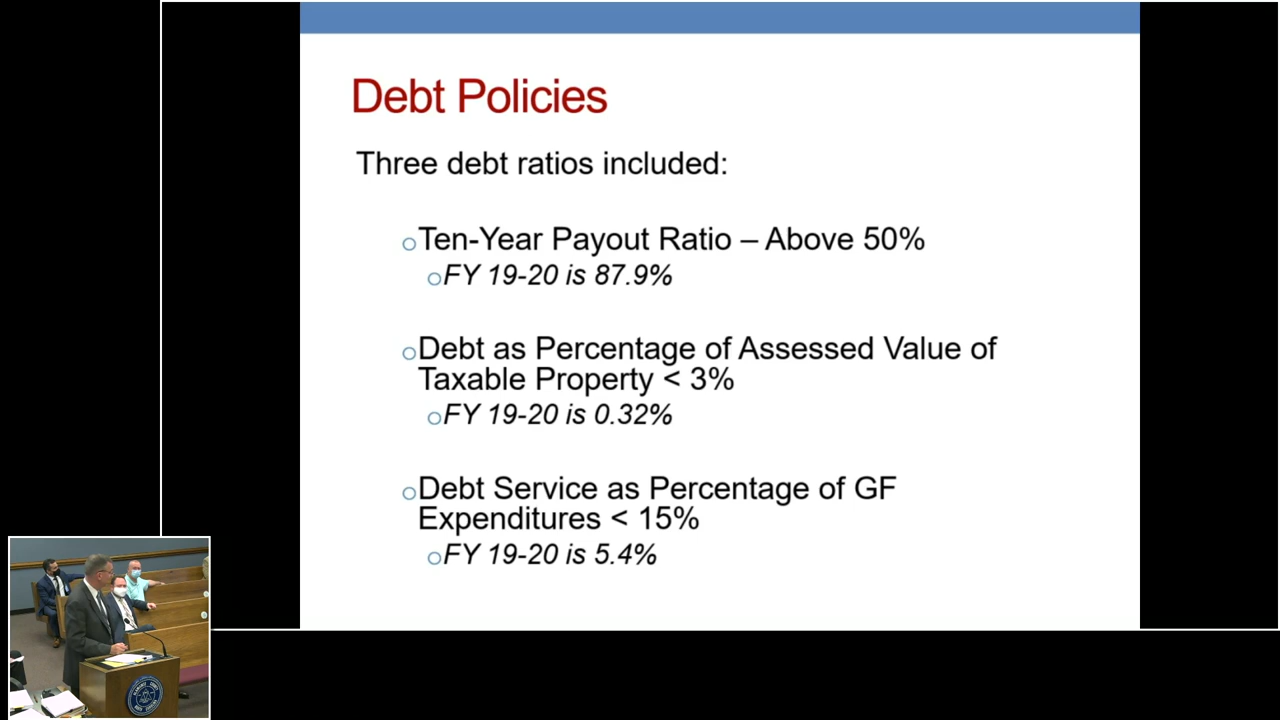 Debt Policies
Three debt ratios included:
Ten-Year Payout Ratio – Above 50%
FY 19-20 is 87.9%
Debt as Percentage of Assessed Value of
Taxable Property < 3%
FY 19-20 is 0.32%
Debt Service as Percentage of GF
Expenditures < 15%
FY 19-20 is 5.4%